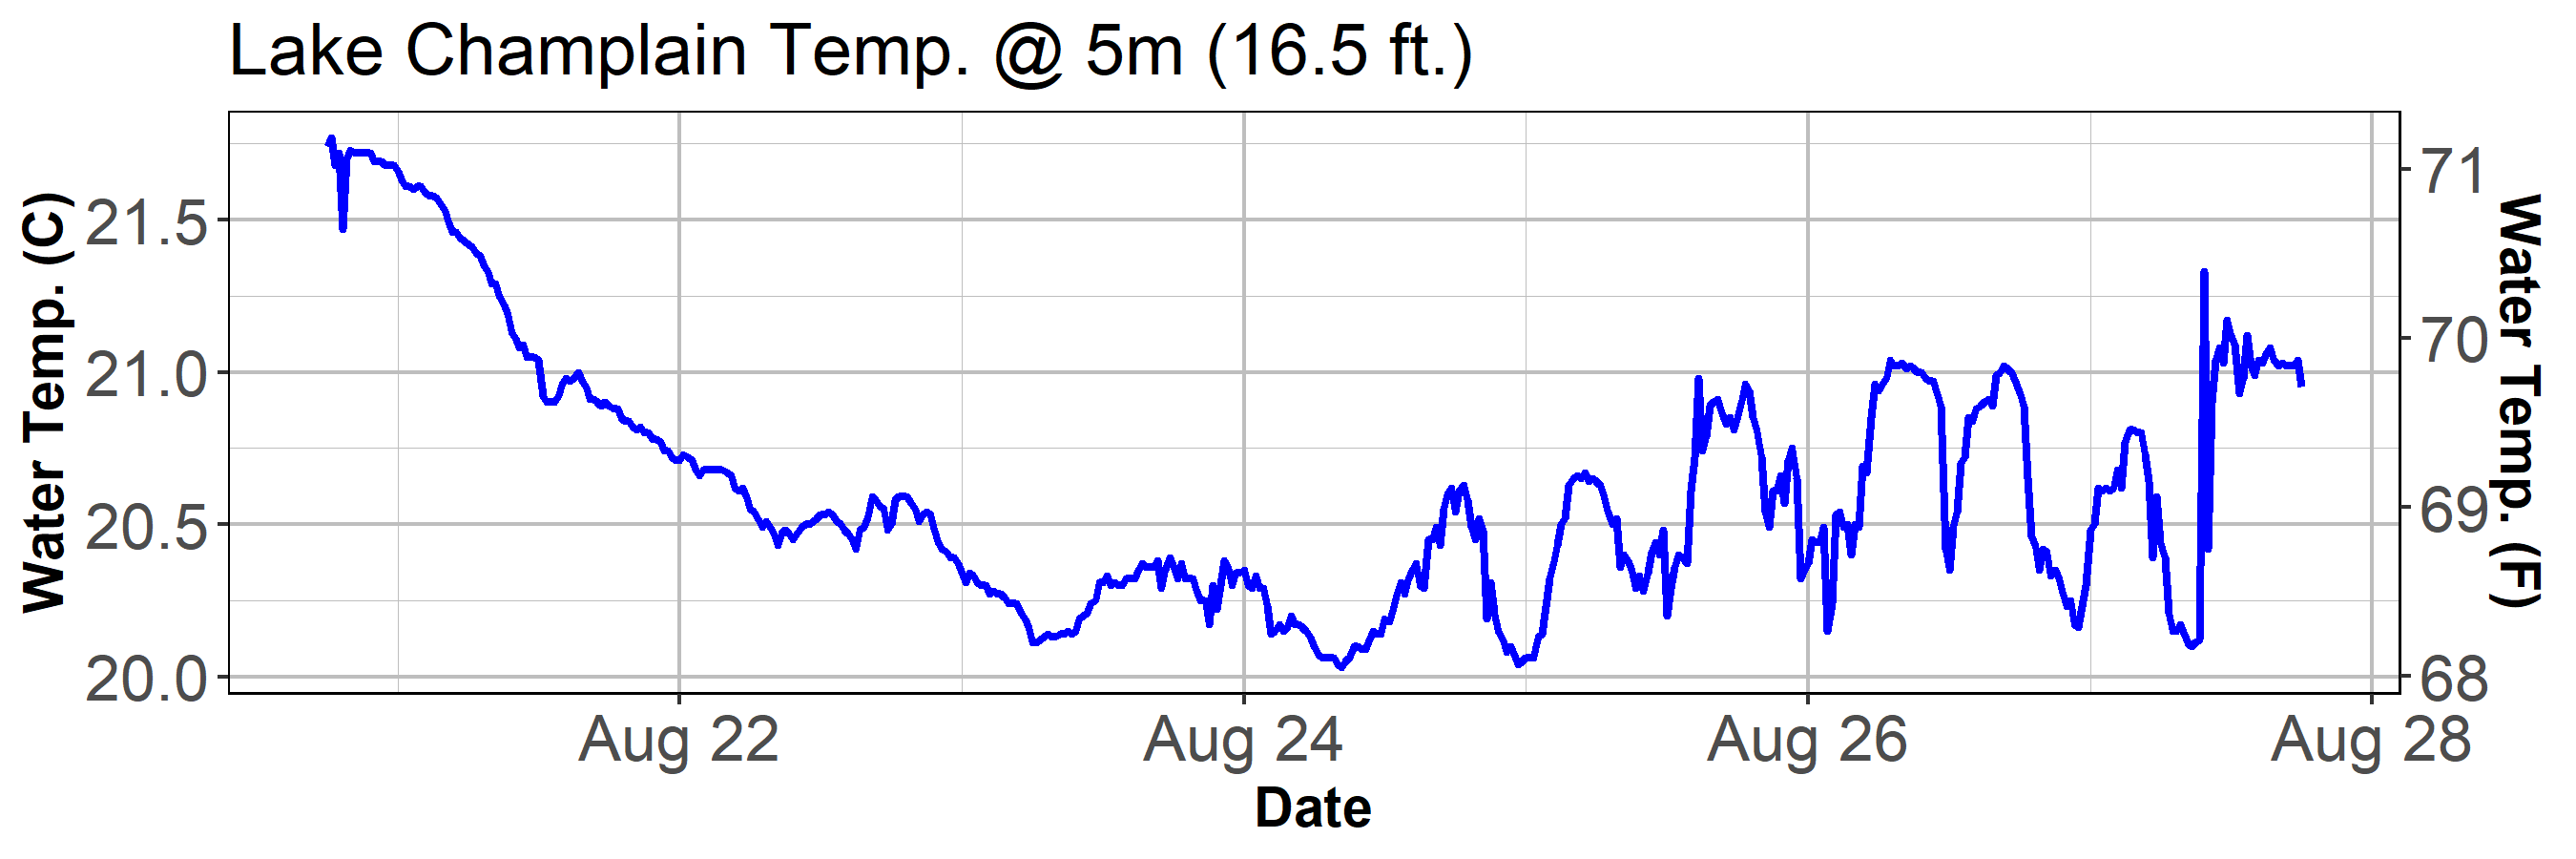 Lake Champlain Temp. @ 5m (16.5 ft.)
Water Temp. (C)
21.5
21.0
20.5
20.0
71
70
69
68
Water Temp. (F)
Aug 22
Aug 24
Aug 26
Aug 28
Date